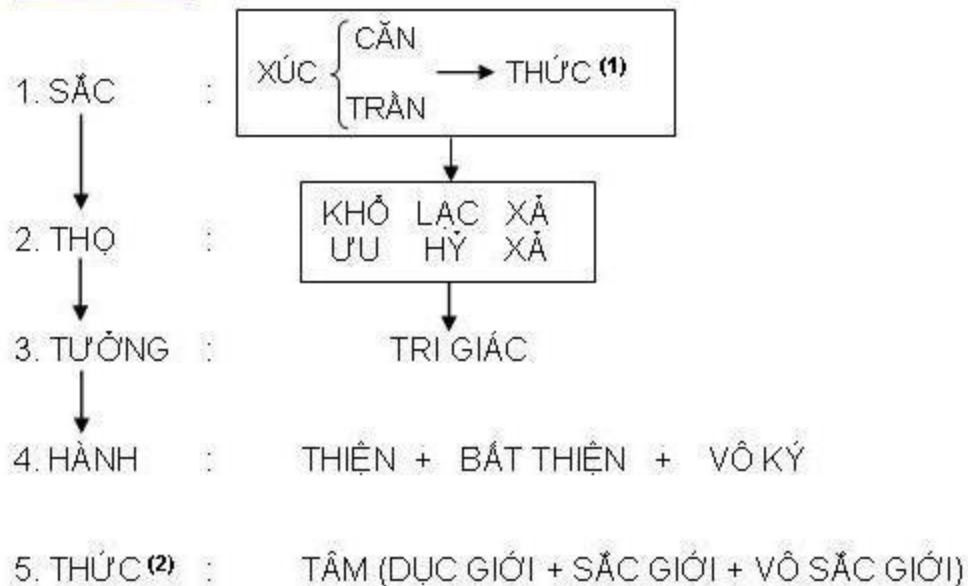 CĂN
1. SẮC : XÚC THỨC (1)
TRẦN
KHỔ LẠC XẢ
2. THỌ : ƯU HỶ XẢ
3. TƯỞNG : TRI GIÁC
4. HÀNH : THIỆN + BẤT THIỆN + VÔ KÝ
5. THỨC (2) : TÂM (DỤC GIỚI + SẮC GIỚI + VÔ SẮC GIỚI)